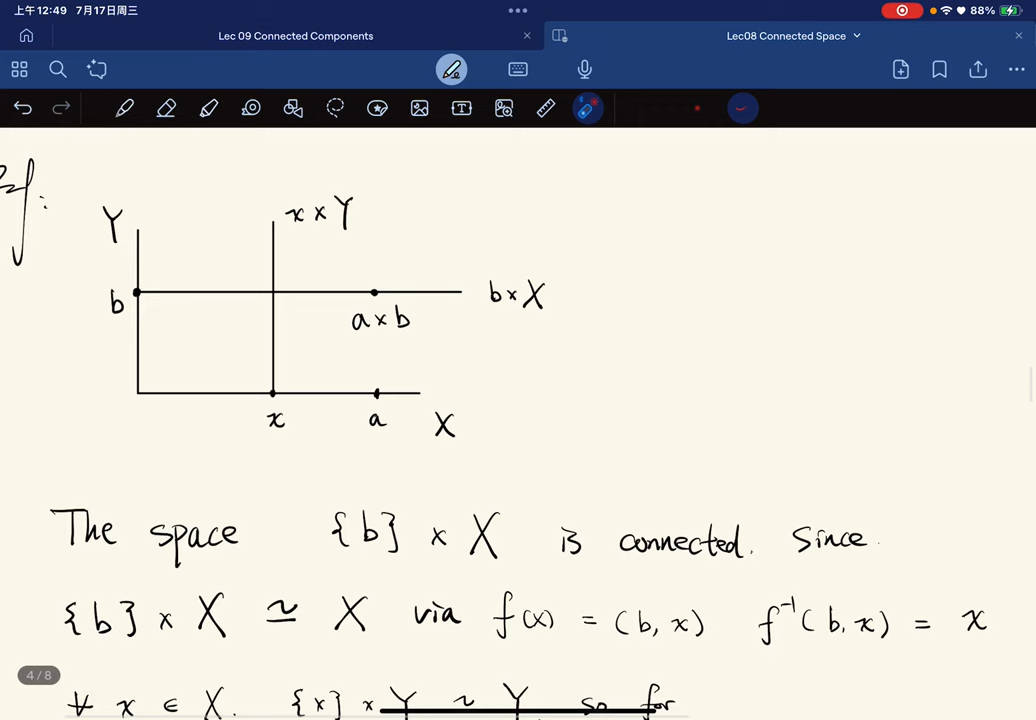 上午12:49 7月17日周三
88%
Lec 09 Connected Components
Lec08 Connected Space
Pf:
Y
x × Y
b
b × X
a × b
x
a
X
The space {b} × X is connected. Since
{b} × X ≃ X via f(x) = (b, x) f⁻¹(b, x) = x
4 / 8
∀ x ∈ X. {x} × Y ~ Y, so for